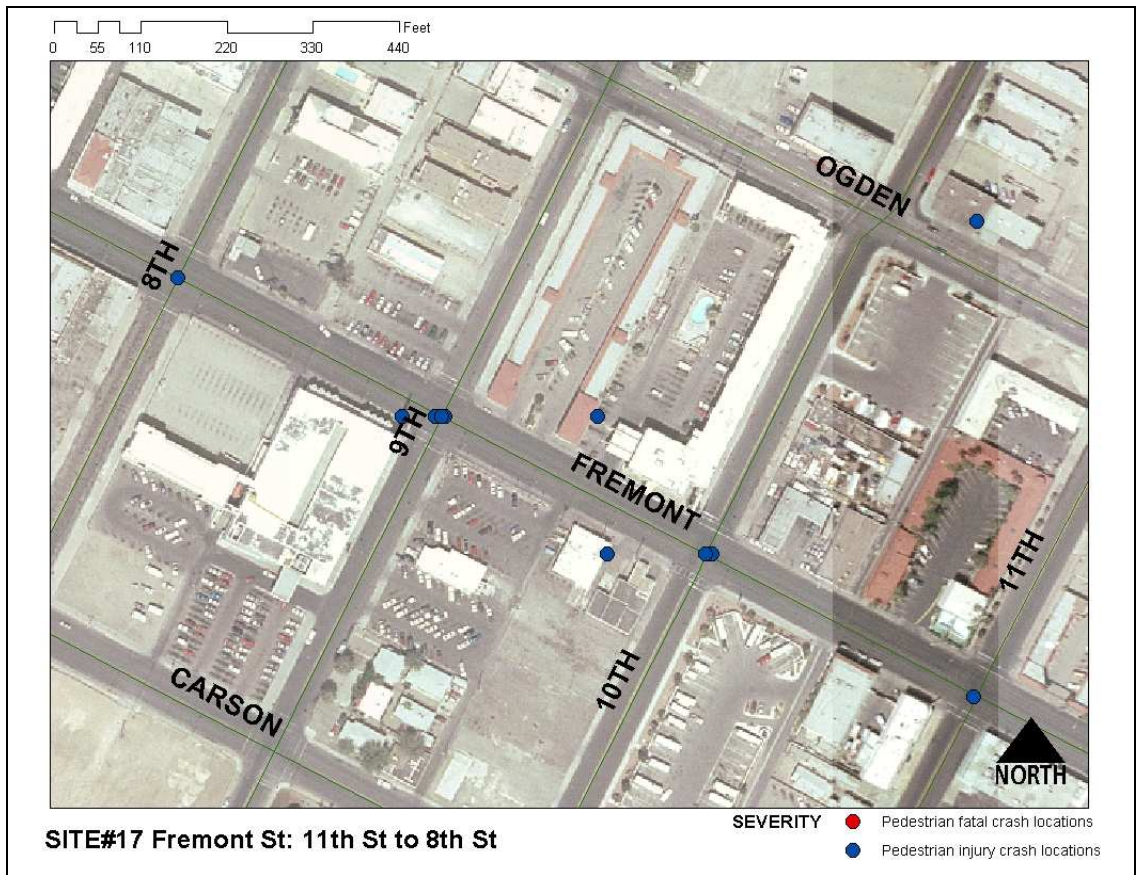 Feet
0 55 110 220 330 440
OGDEN
8TH
9TH
FREMONT
11TH
10TH
CARSON
NORTH
SITE#17 Fremont St: 11th St to 8th St
SEVERITY
Pedestrian fatal crash locations
Pedestrian injury crash locations